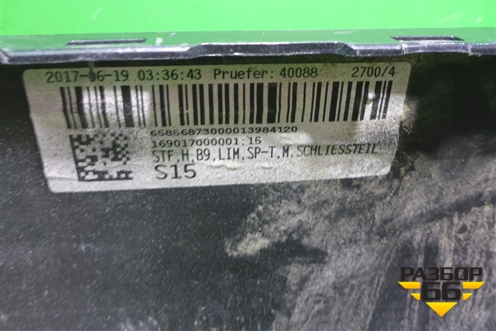 2017-06-19 03:36:43 Pruefer:40088 2700/4
65856873000013984120
169017000001;16
STF,H,B9,LIM,SP-T,M.SCHLIESSTEIL
S15
РАЗБОР
66